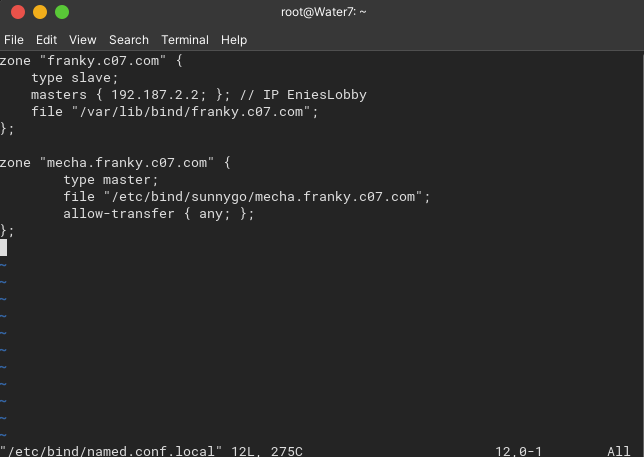 root@Water7: ~
File Edit View Search Terminal Help
zone "franky.c07.com" {
    type slave;
    masters { 192.187.2.2; }; // IP EniesLobby
    file "/var/lib/bind/franky.c07.com";
};

zone "mecha.franky.c07.com" {
        type master;
        file "/etc/bind/sunnygo/mecha.franky.c07.com";
        allow-transfer { any; };
};
~
~
~
~
~
~
~
~
~
~
~
"/etc/bind/named.conf.local" 12L, 275C 12,0-1 All